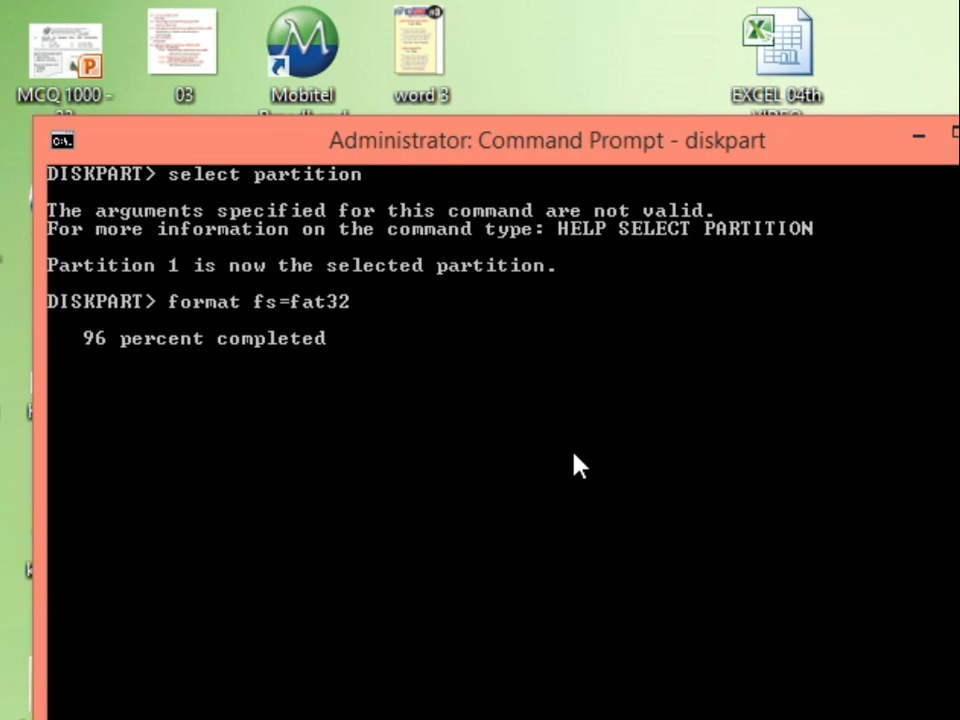 MCQ 1000 -
03
Mobitel
word 3
EXCEL 04th
Administrator: Command Prompt - diskpart
DISKPART> select partition
The arguments specified for this command are not valid.
For more information on the command type: HELP SELECT PARTITION
Partition 1 is now the selected partition.
DISKPART> format fs=fat32
96 percent completed